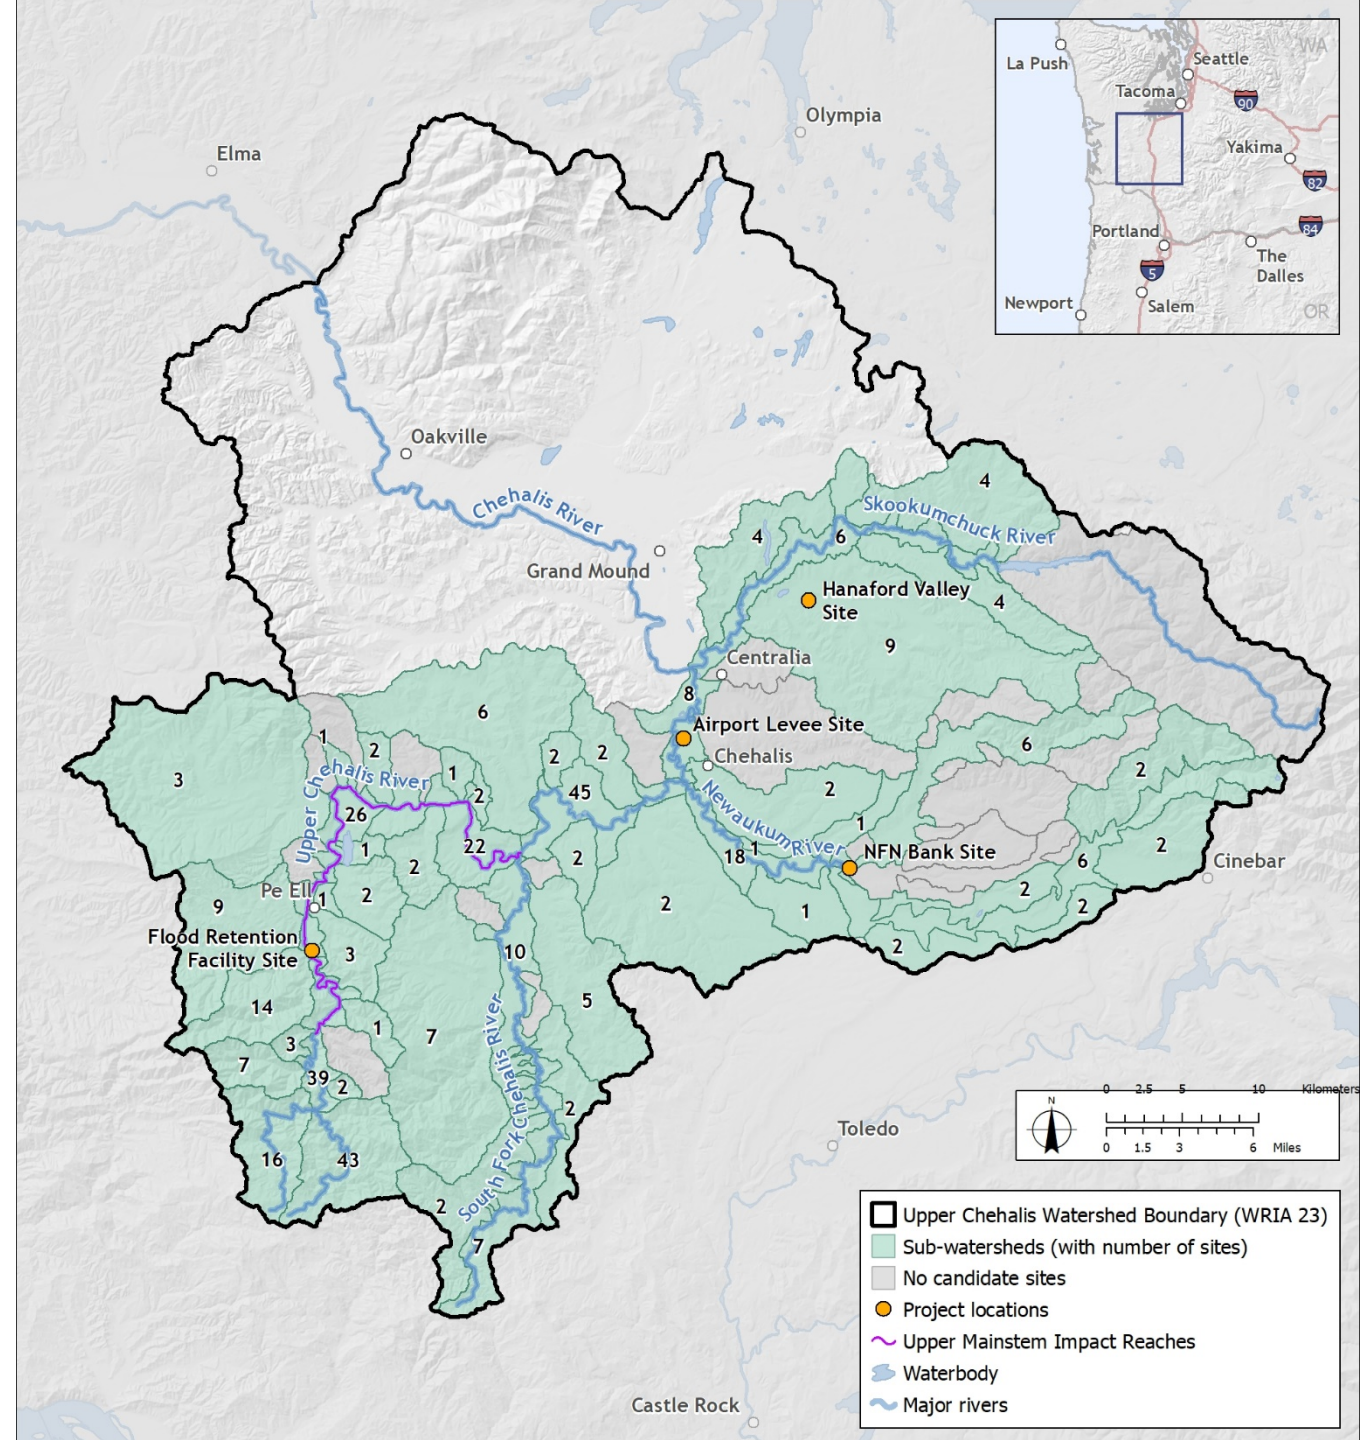 La Push
Seattle
WA
Tacoma
90
Yakima
82
Portland
84
The
Dalles
5
Newport
Salem
OR
Olympia
Elma
Oakville
Chehalis River
Grand Mound
Skookumchuck River
4
4
6
Hanaford Valley
Site
4
9
Centralia
8
Airport Levee Site
Chehalis
6
3
1
2
1
2
2
2
45
6
2
2
Upper Chehalis River
26
22
1
2
2
2
Newaukum River
1
18
1
NFN Bank Site
6
2
Cinebar
9
Pe Ell
1
2
2
1
2
2
2
Flood Retention
Facility Site
3
10
5
14
3
1
7
7
39
2
South Fork Chehalis River
2
16
43
2
7
0 2.5 5 10 Kilometers
N
0 1.5 3 6 Miles
Toledo
Castle Rock
Upper Chehalis Watershed Boundary (WRIA 23)
Sub-watersheds (with number of sites)
No candidate sites
Project locations
Upper Mainstem Impact Reaches
Waterbody
Major rivers